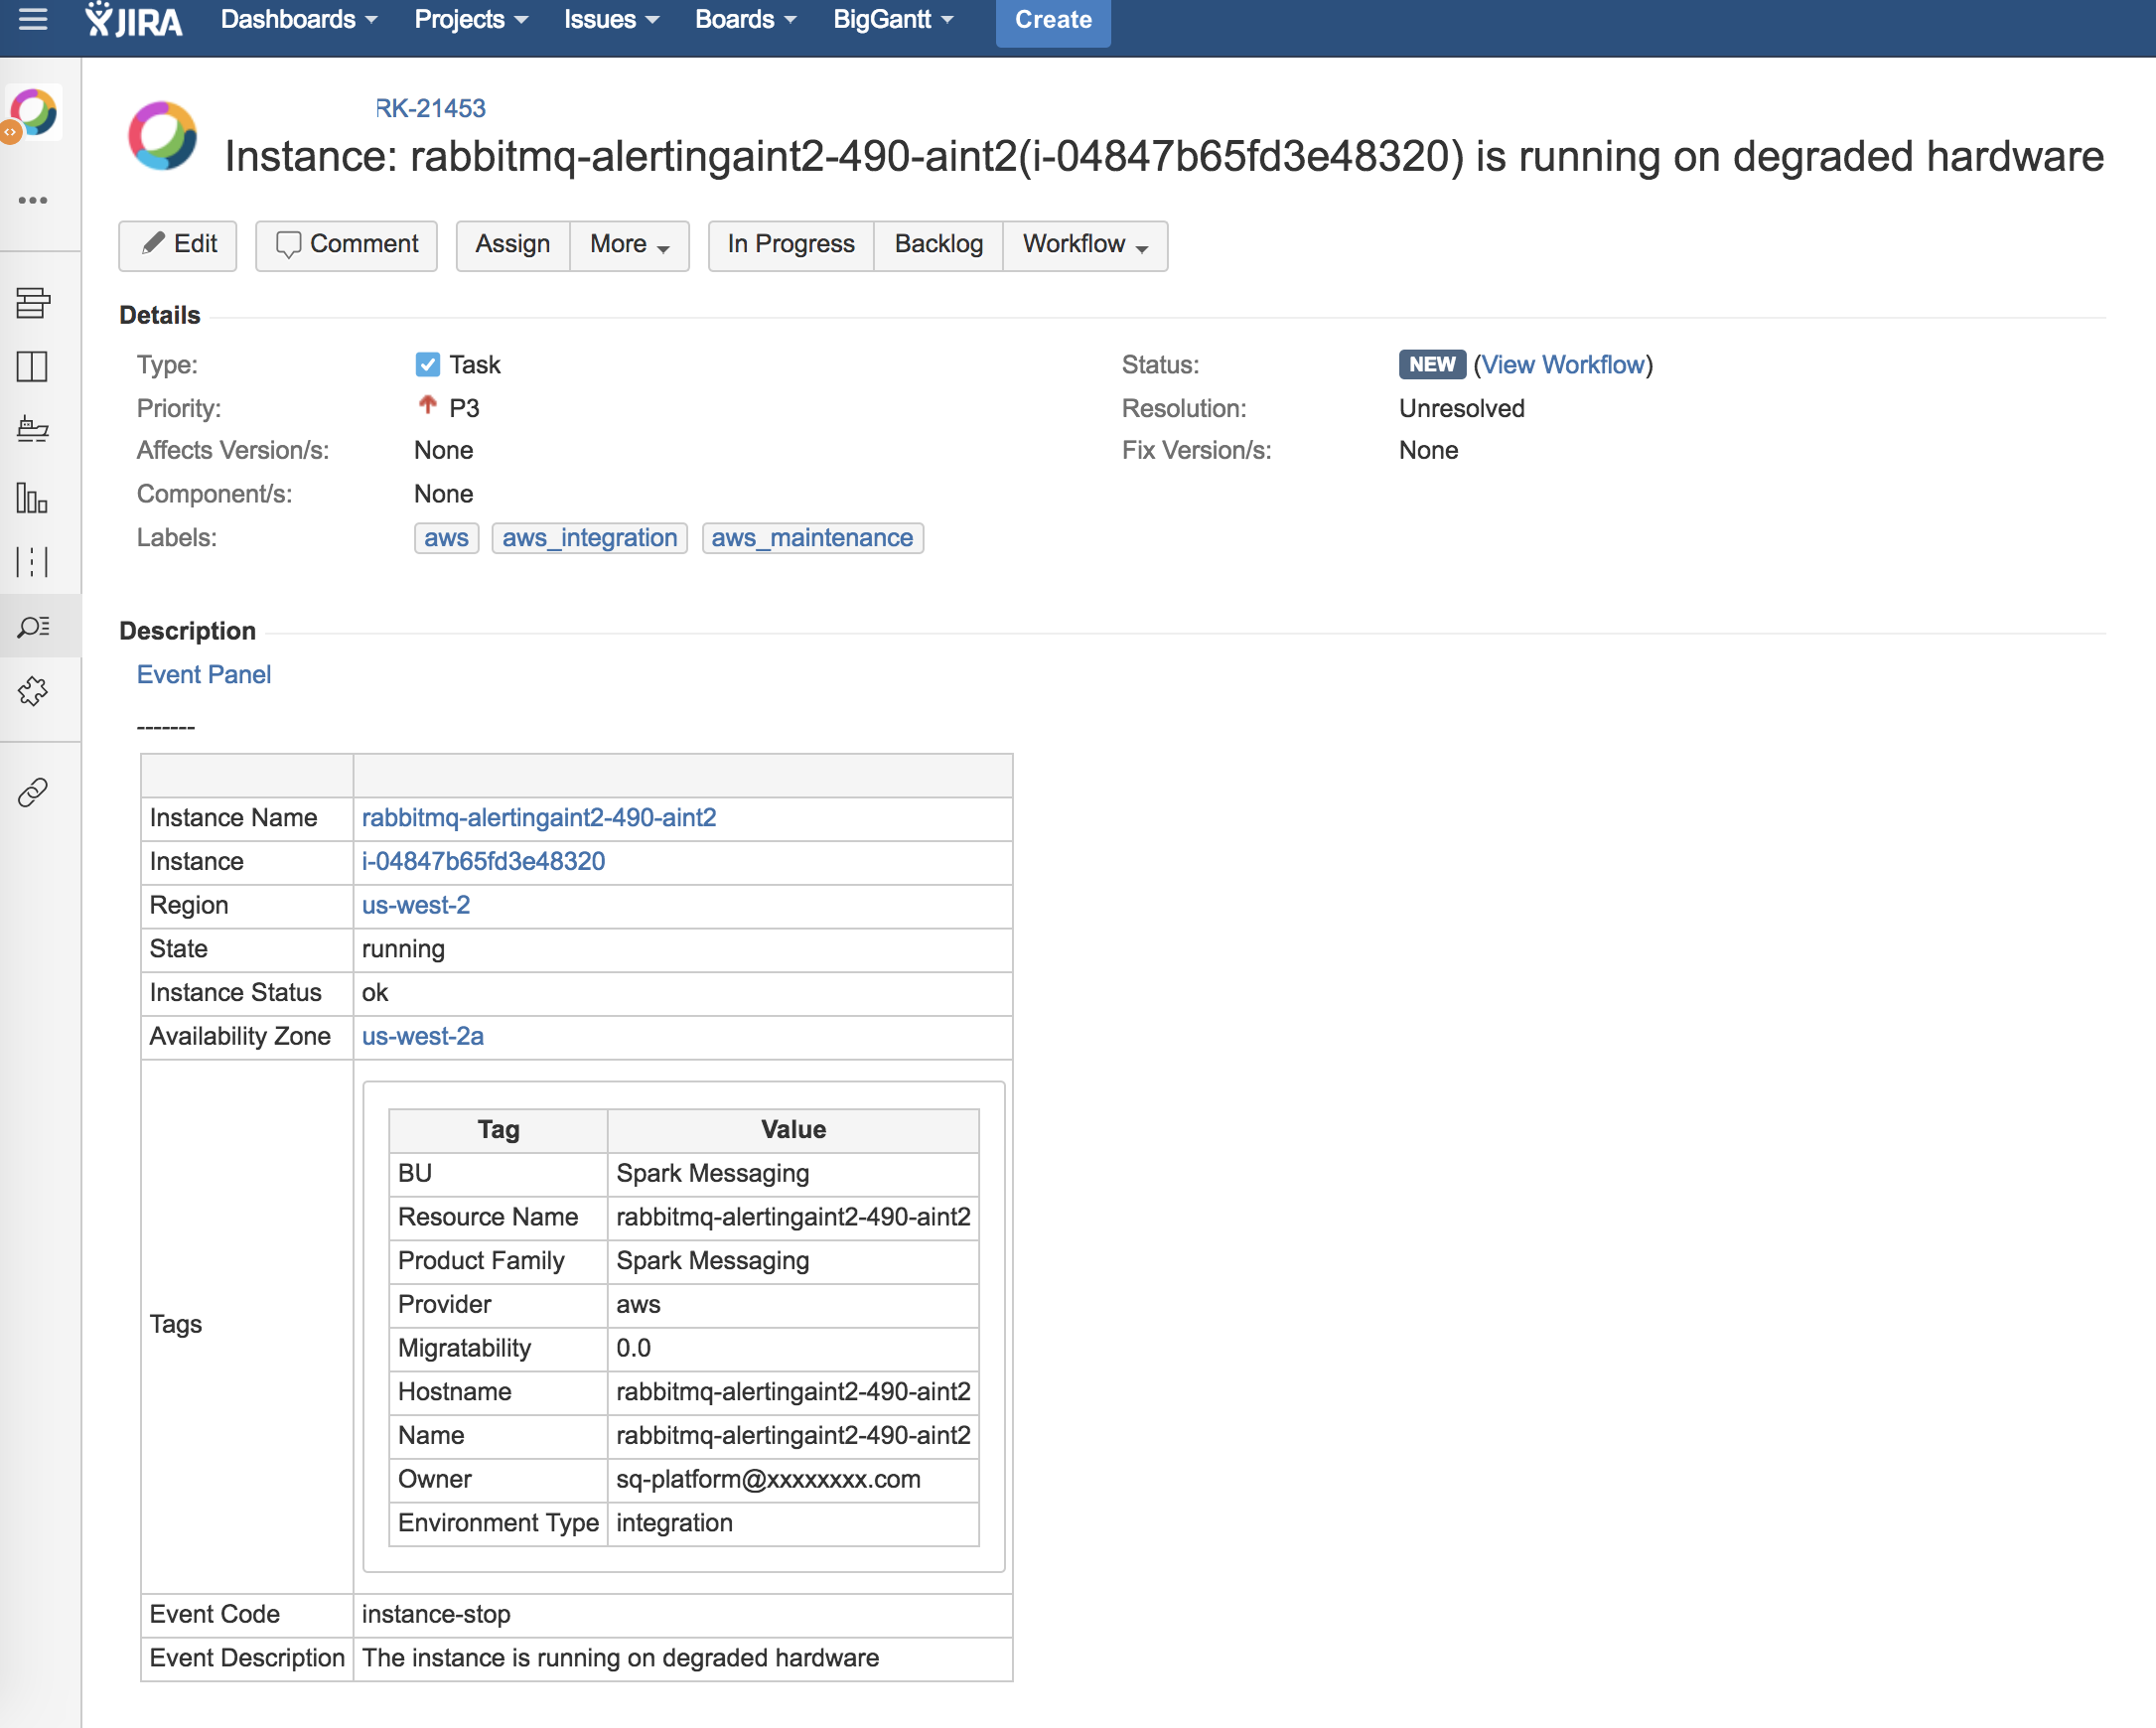 JIRA Dashboards Projects Issues Boards BigGantt Create
RK-21453
Instance: rabbitmq-alertingaint2-490-aint2(i-04847b65fd3e48320) is running on degraded hardware
Edit Comment Assign More In Progress Backlog Workflow
Details
Type: Task
Status: NEW (View Workflow)
Priority: P3
Resolution: Unresolved
Affects Version/s: None
Fix Version/s: None
Component/s: None
Labels: aws aws_integration aws_maintenance
Description
Event Panel
-------
Instance Name rabbitmq-alertingaint2-490-aint2
Instance i-04847b65fd3e48320
Region us-west-2
State running
Instance Status ok
Availability Zone us-west-2a
Tags
Tag Value
BU Spark Messaging
Resource Name rabbitmq-alertingaint2-490-aint2
Product Family Spark Messaging
Provider aws
Migratability 0.0
Hostname rabbitmq-alertingaint2-490-aint2
Name rabbitmq-alertingaint2-490-aint2
Owner sq-platform@xxxxxxxx.com
Environment Type integration
Event Code instance-stop
Event Description The instance is running on degraded hardware